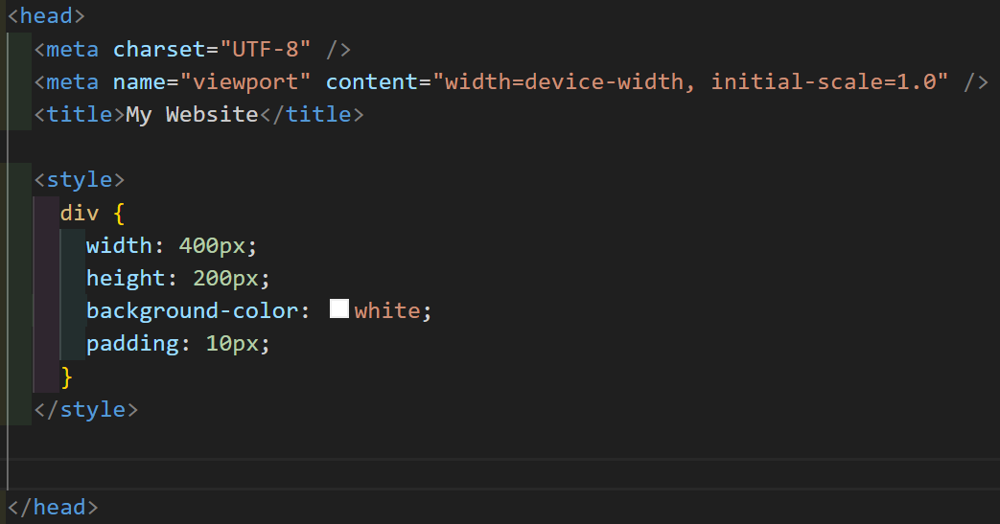 <head>
<meta charset="UTF-8" />
<meta name="viewport" content="width=device-width, initial-scale=1.0" />
<title>My Website</title>
<style>
div {
width: 400px;
height: 200px;
background-color: white;
padding: 10px;
}
</style>
</head>